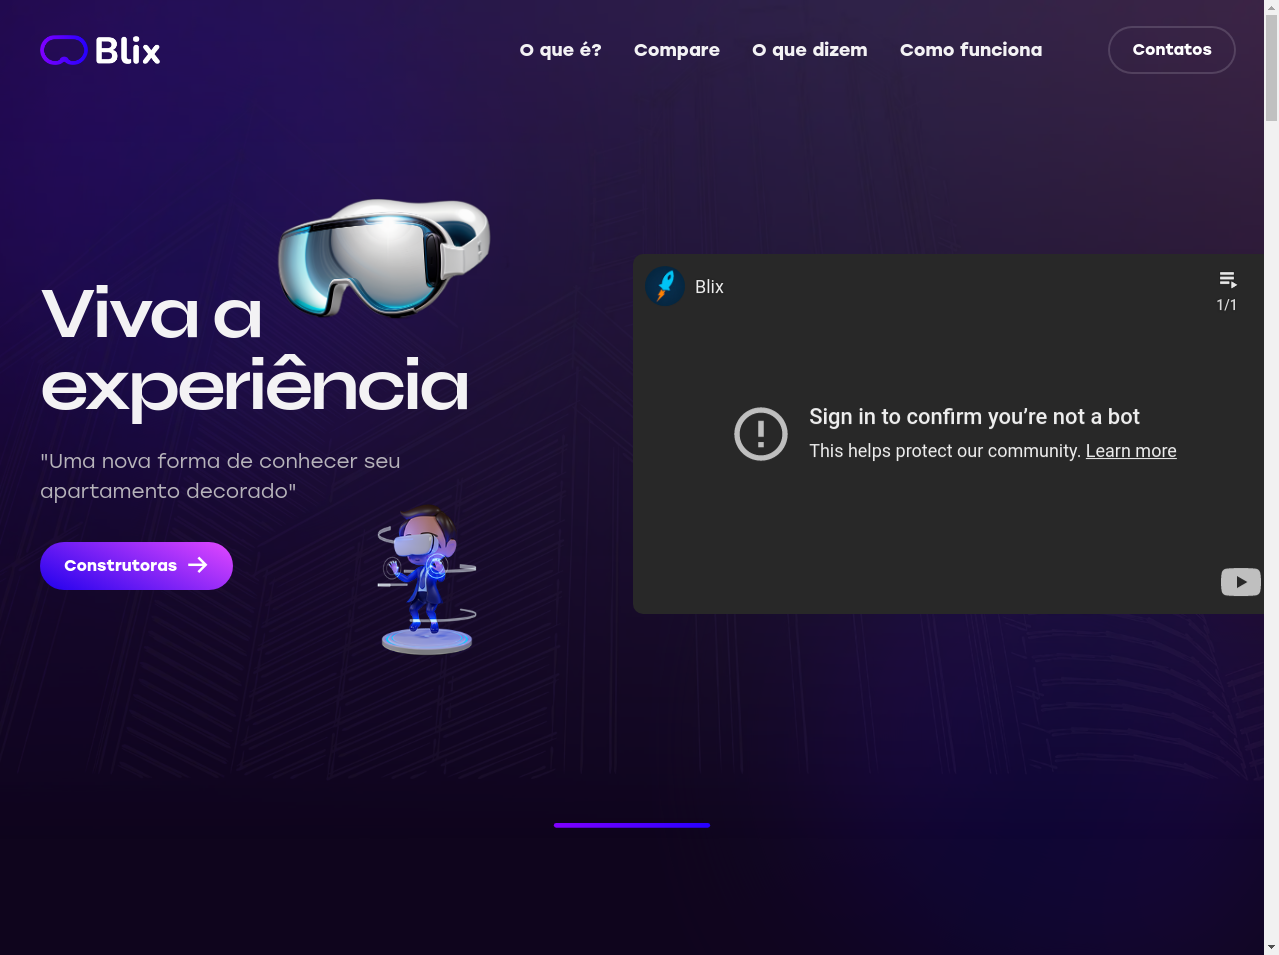 Blix
O que é?
Compare
O que dizem
Como funciona
Contatos
Viva a
experiência
"Uma nova forma de conhecer seu
apartamento decorado"
Construtoras
Blix
1/1
Sign in to confirm you’re not a bot
This helps protect our community. Learn more